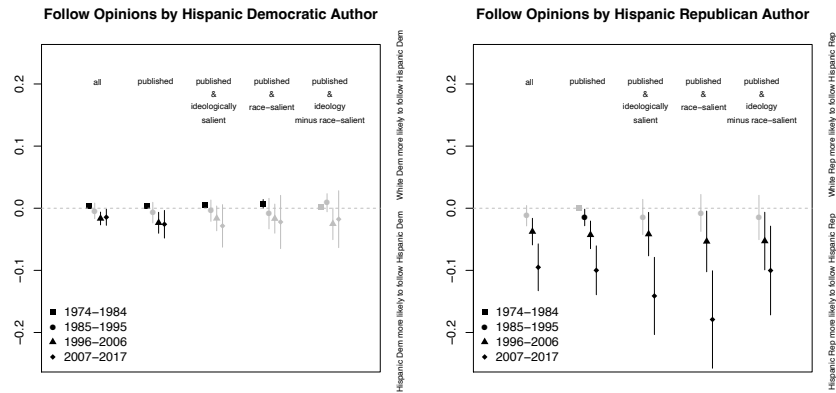 Follow Opinions by Hispanic Democratic Author
0.2
0.1
0.0
−0.1
−0.2
all
published
published
&
ideologically
salient
published
&
race−salient
published
&
ideology
minus race−salient
1974−1984
1985−1995
1996−2006
2007−2017
Hispanic Dem more likely to follow Hispanic Dem White Dem more likely to follow Hispanic Dem
Follow Opinions by Hispanic Republican Author
0.2
0.1
0.0
−0.1
−0.2
all
published
published
&
ideologically
salient
published
&
race−salient
published
&
ideology
minus race−salient
1974−1984
1985−1995
1996−2006
2007−2017
Hispanic Rep more likely to follow Hispanic Rep White Rep more likely to follow Hispanic Rep